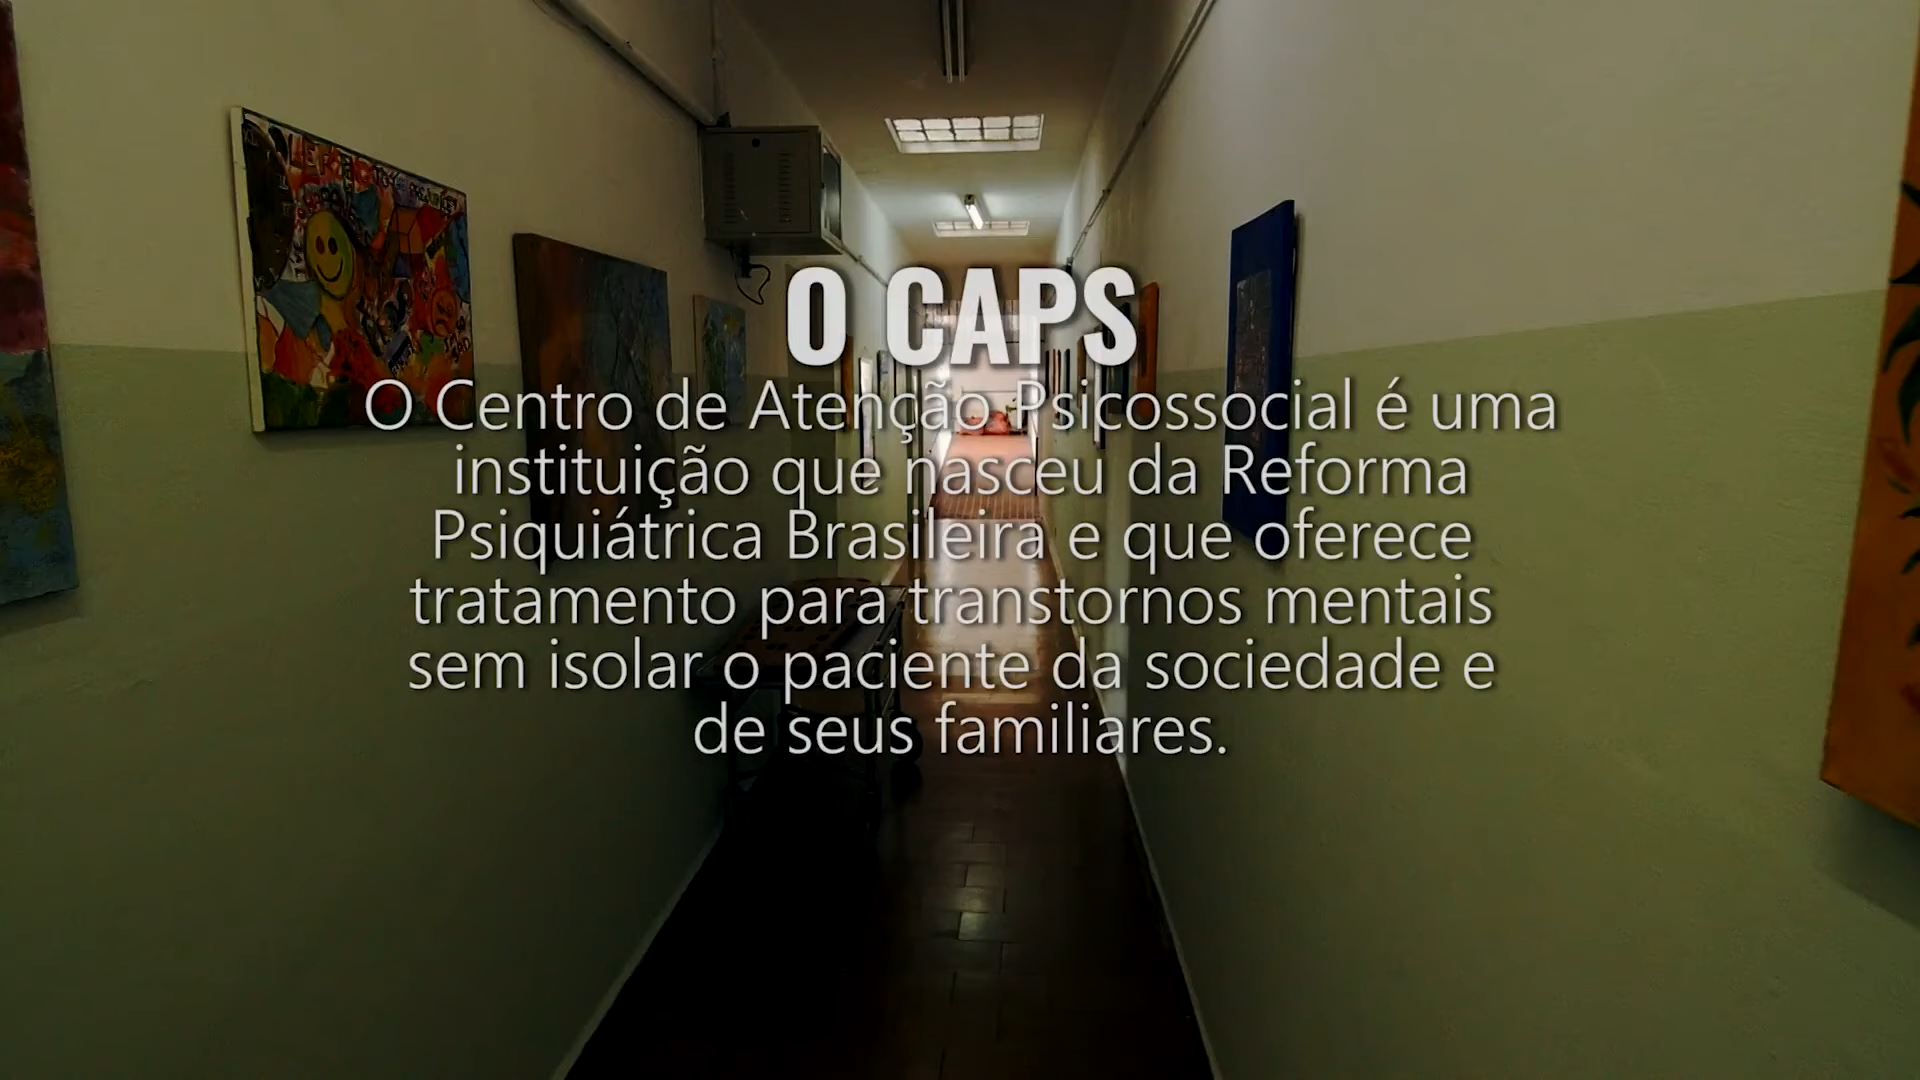 O CAPS
O Centro de Atenção Psicossocial é uma
instituição que nasceu da Reforma
Psiquiátrica Brasileira e que oferece
tratamento para transtornos mentais
sem isolar o paciente da sociedade e
de seus familiares.